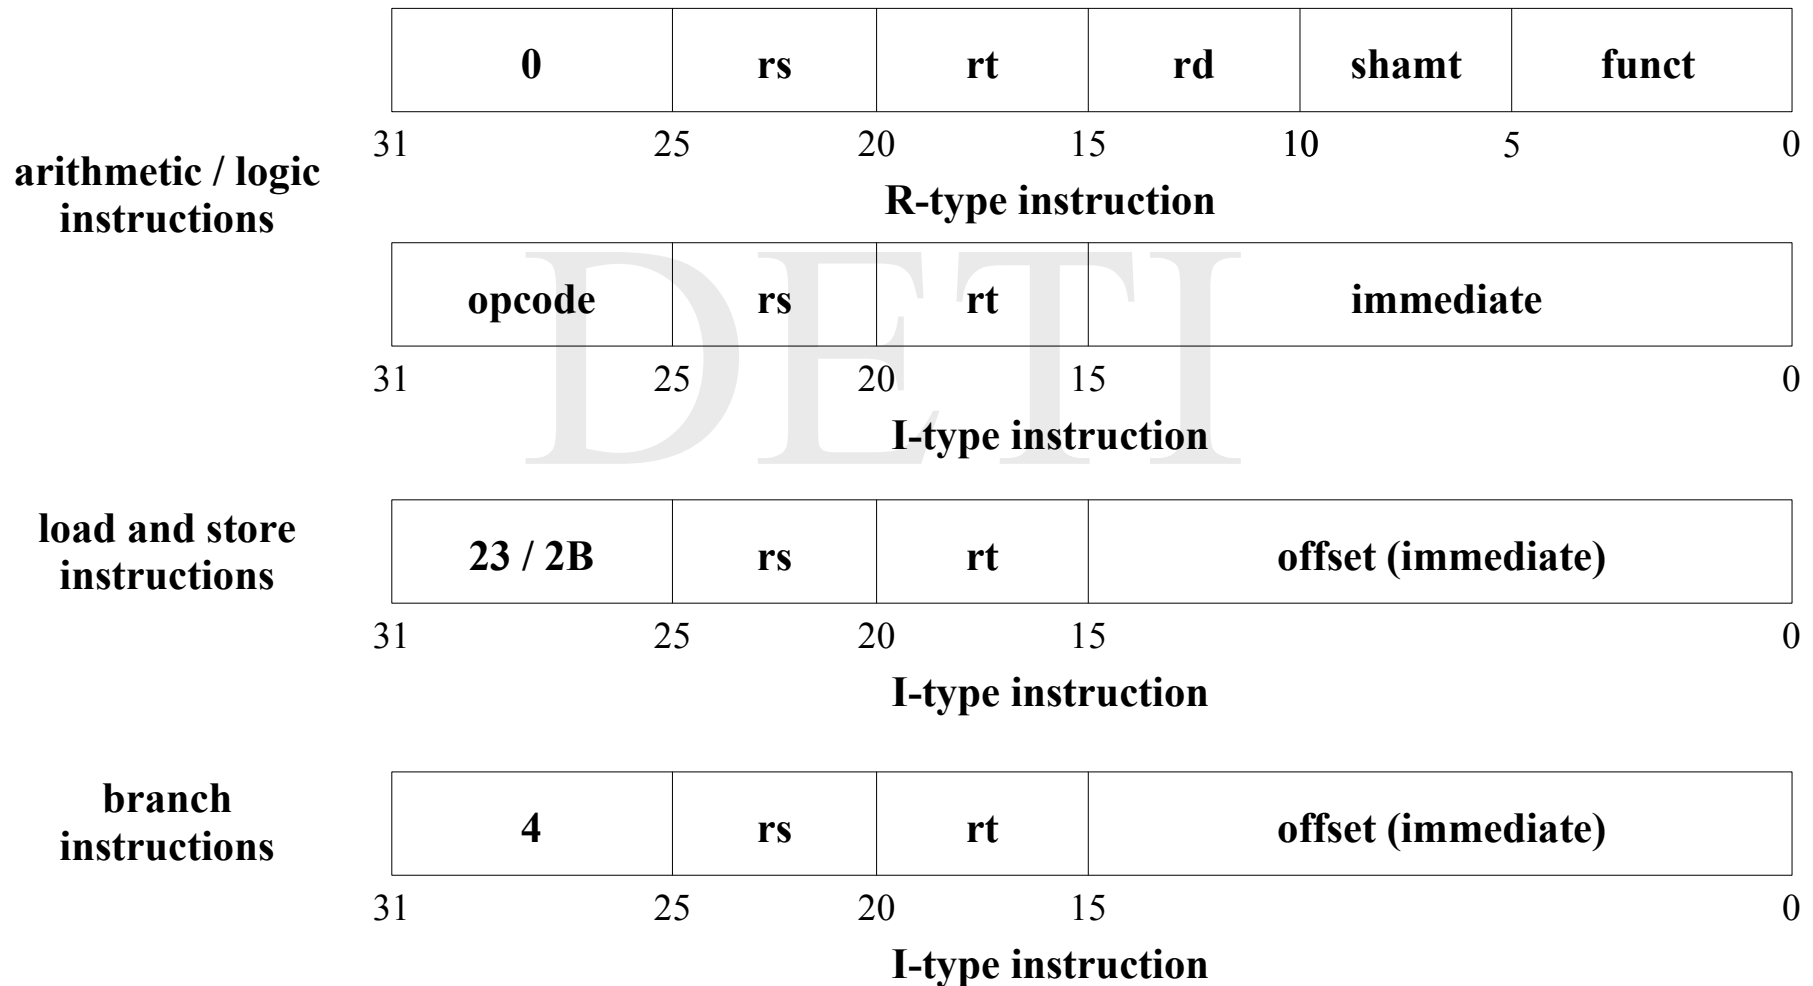 0 rs rt rd shamt funct
31 25 20 15 10 5 0
arithmetic / logic
instructions
R-type instruction
opcode rs rt immediate
31 25 20 15 0
I-type instruction
DETI
load and store
instructions
23 / 2B rs rt offset (immediate)
31 25 20 15 0
I-type instruction
branch
instructions
4 rs rt offset (immediate)
31 25 20 15 0
I-type instruction